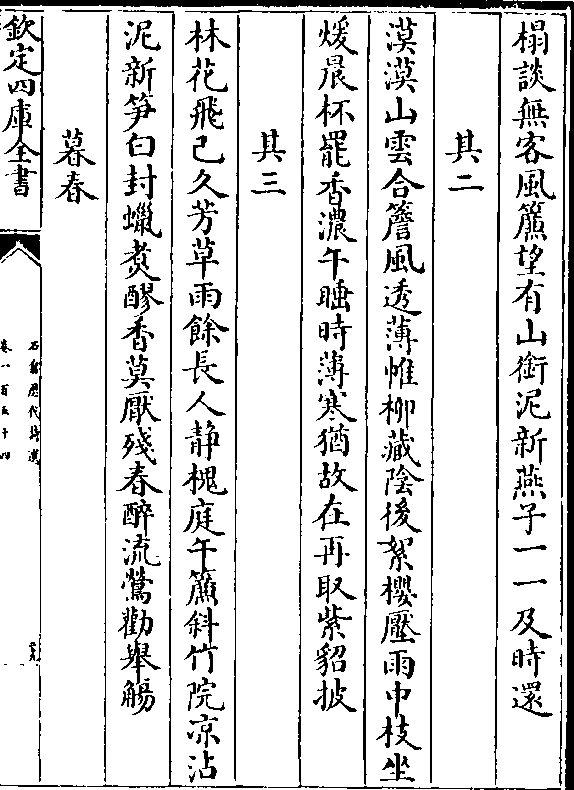 榻談無客風簾望有山銜泥新燕子一一及時還
其二
漠漠山雲合簷風透薄帷柳藏陰後絮櫻壓雨中枝坐
煖晨杯罷香濃午睡時薄寒猶故在再取紫貂披
其三
林花飛已久芳草雨餘長人静槐庭午簾斜竹院凉沾
泥新笋臼封蠟煑醪香莫厭殘春醉流鶯勸舉觴
暮春
欽定四庫全書
石倉歷代詩選
卷一百五十四